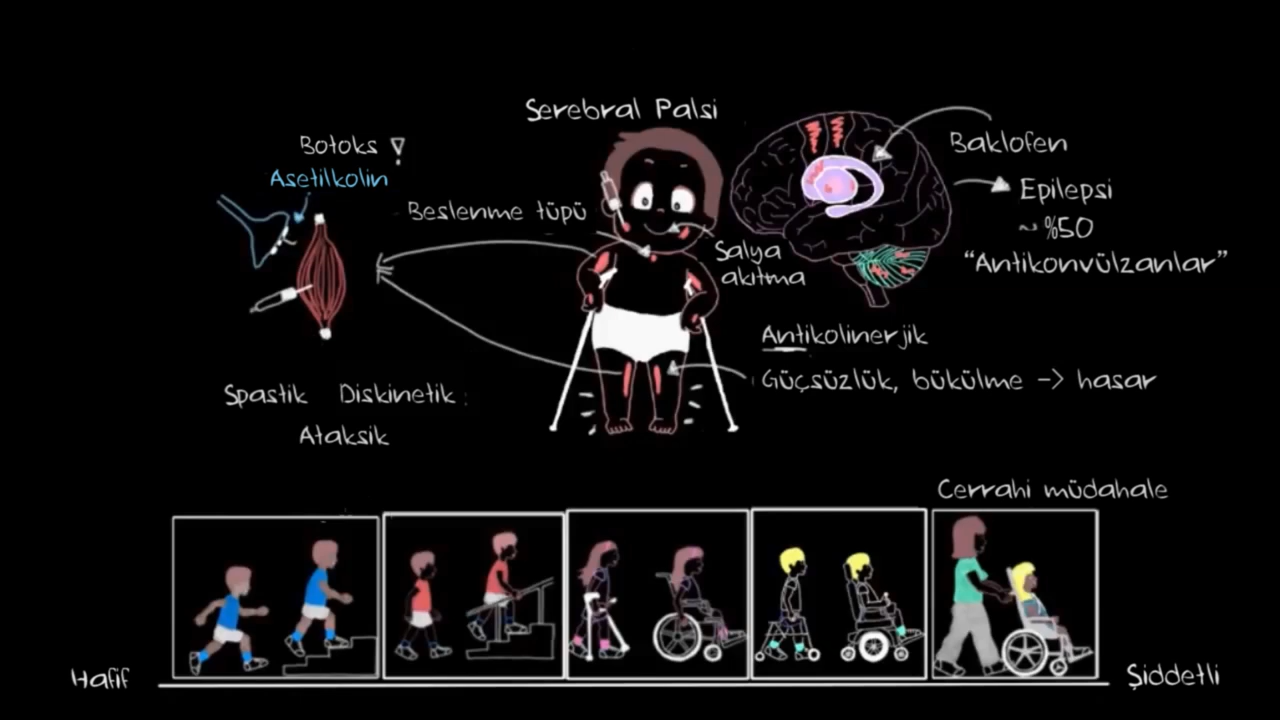 Serebral Palsi
Botoks !
Asetilkolin
Beslenme tüpü
Salya
akıtma
Baklofen
Epilepsi
~ %50
“Antikonvülzanlar”
Antikolinerjik
Güçsüzlük, bükülme -> hasar
Spastik Diskinetik
Ataksik
Cerrahi müdahale
Hafif
Şiddetli